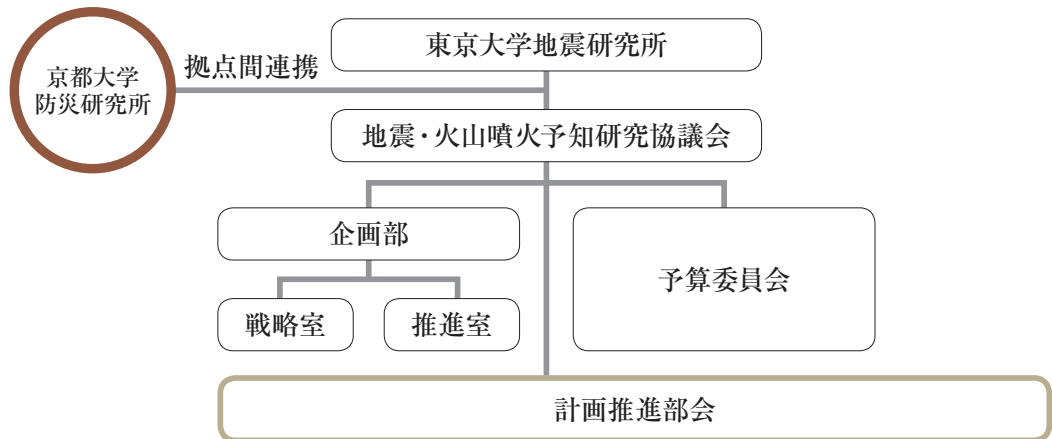 東京大学地震研究所
京都大学
防災研究所
拠点間連携
地震・火山噴火予知研究協議会
企画部
予算委員会
戦略室
推進室
計画推進部会